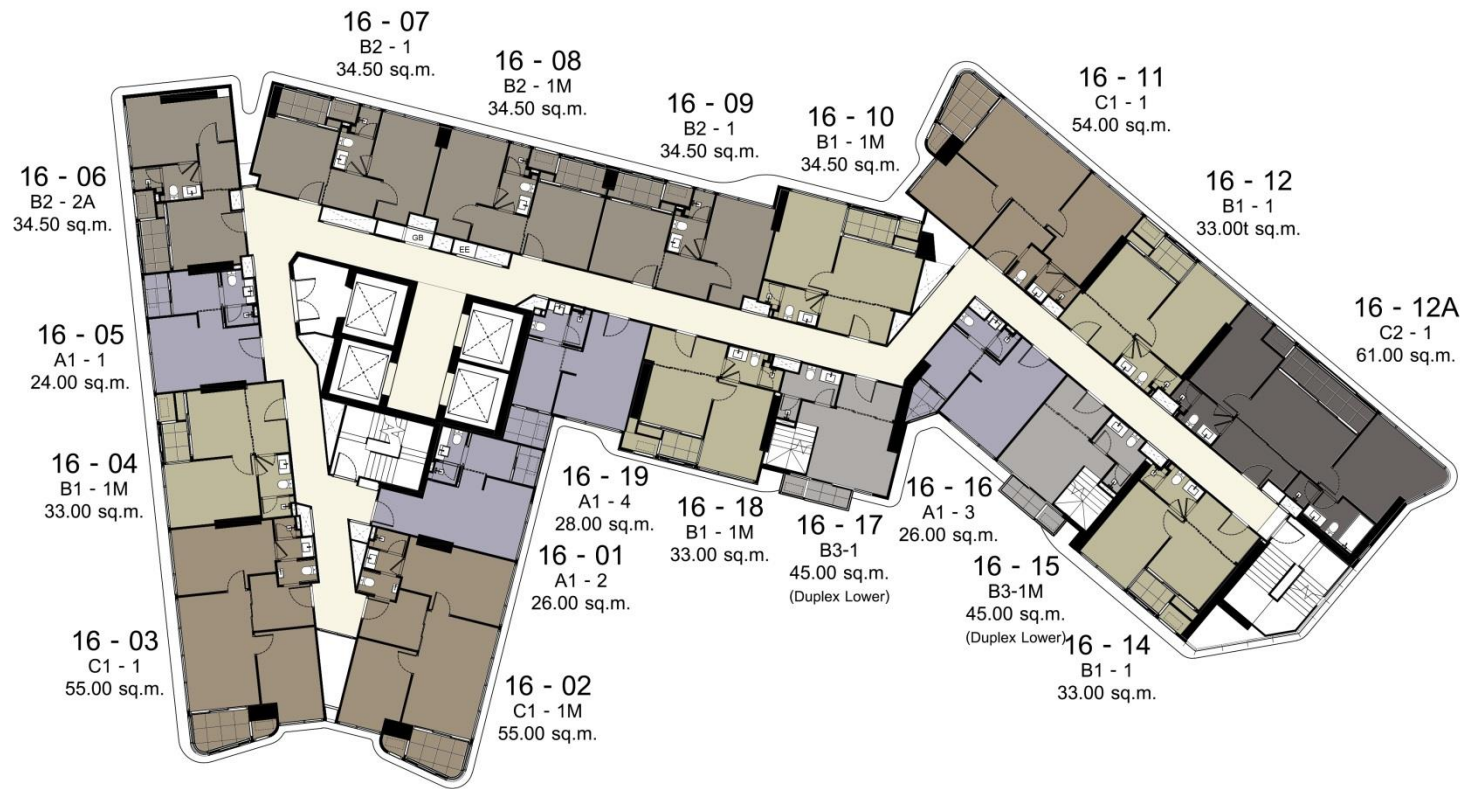 16 - 07
B2 - 1
34.50 sq.m.
16 - 08
B2 - 1M
34.50 sq.m.
16 - 09
B2 - 1
34.50 sq.m.
16 - 10
B1 - 1M
34.50 sq.m.
16 - 11
C1 - 1
54.00 sq.m.
16 - 12
B1 - 1
33.00t sq.m.
16 - 12A
C2 - 1
61.00 sq.m.
16 - 06
B2 - 2A
34.50 sq.m.
GB
EE
16 - 05
A1 - 1
24.00 sq.m.
16 - 04
B1 - 1M
33.00 sq.m.
16 - 03
C1 - 1
55.00 sq.m.
16 - 02
C1 - 1M
55.00 sq.m.
16 - 01
A1 - 2
26.00 sq.m.
16 - 19
A1 - 4
28.00 sq.m.
16 - 18
B1 - 1M
33.00 sq.m.
16 - 17
B3-1
45.00 sq.m.
(Duplex Lower)
16 - 16
A1 - 3
26.00 sq.m.
16 - 15
B3-1M
45.00 sq.m.
(Duplex Lower)
16 - 14
B1 - 1
33.00 sq.m.